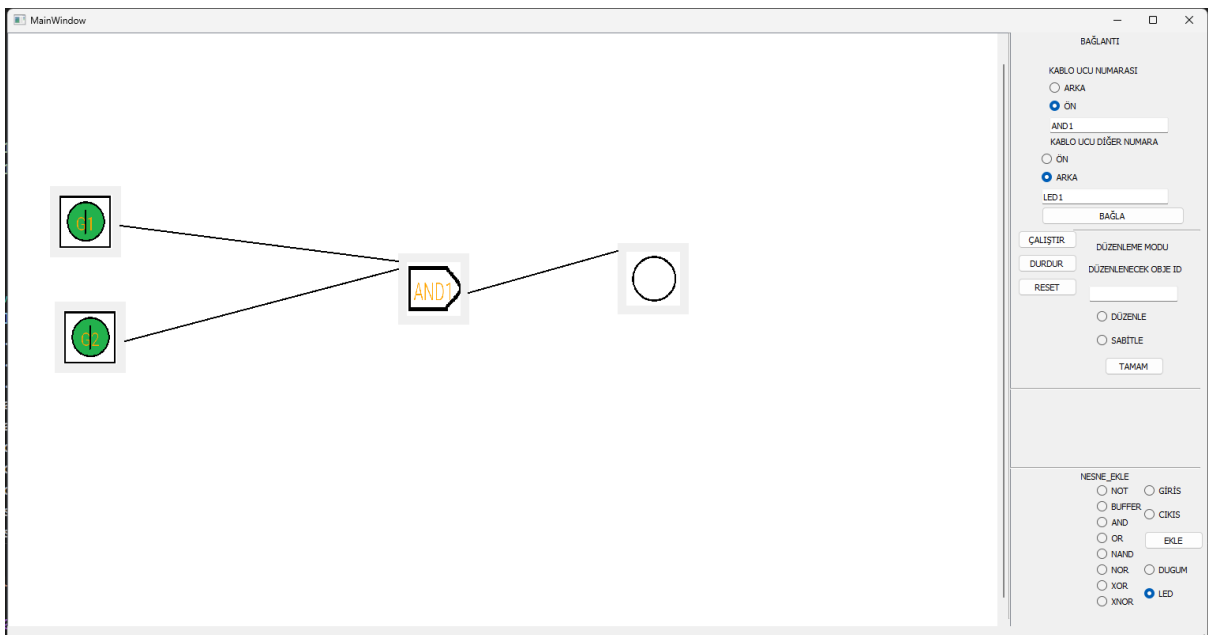 MainWindow
BAĞLANTI
KABLO UCU NUMARASI
ARKA
ÖN
AND1
KABLO UCU DİĞER NUMARA
ÖN
ARKA
LED1
BAĞLA
ÇALIŞTIR
DURDUR
RESET
DÜZENLEME MODU
DÜZENLENECEK OBJE ID
DÜZENLE
SABİTLE
TAMAM
G1
G2
AND1
NESNE_EKLE
NOT
BUFFER
AND
OR
NAND
NOR
XOR
XNOR
GİRİS
CIKIS
EKLE
DUGUM
LED